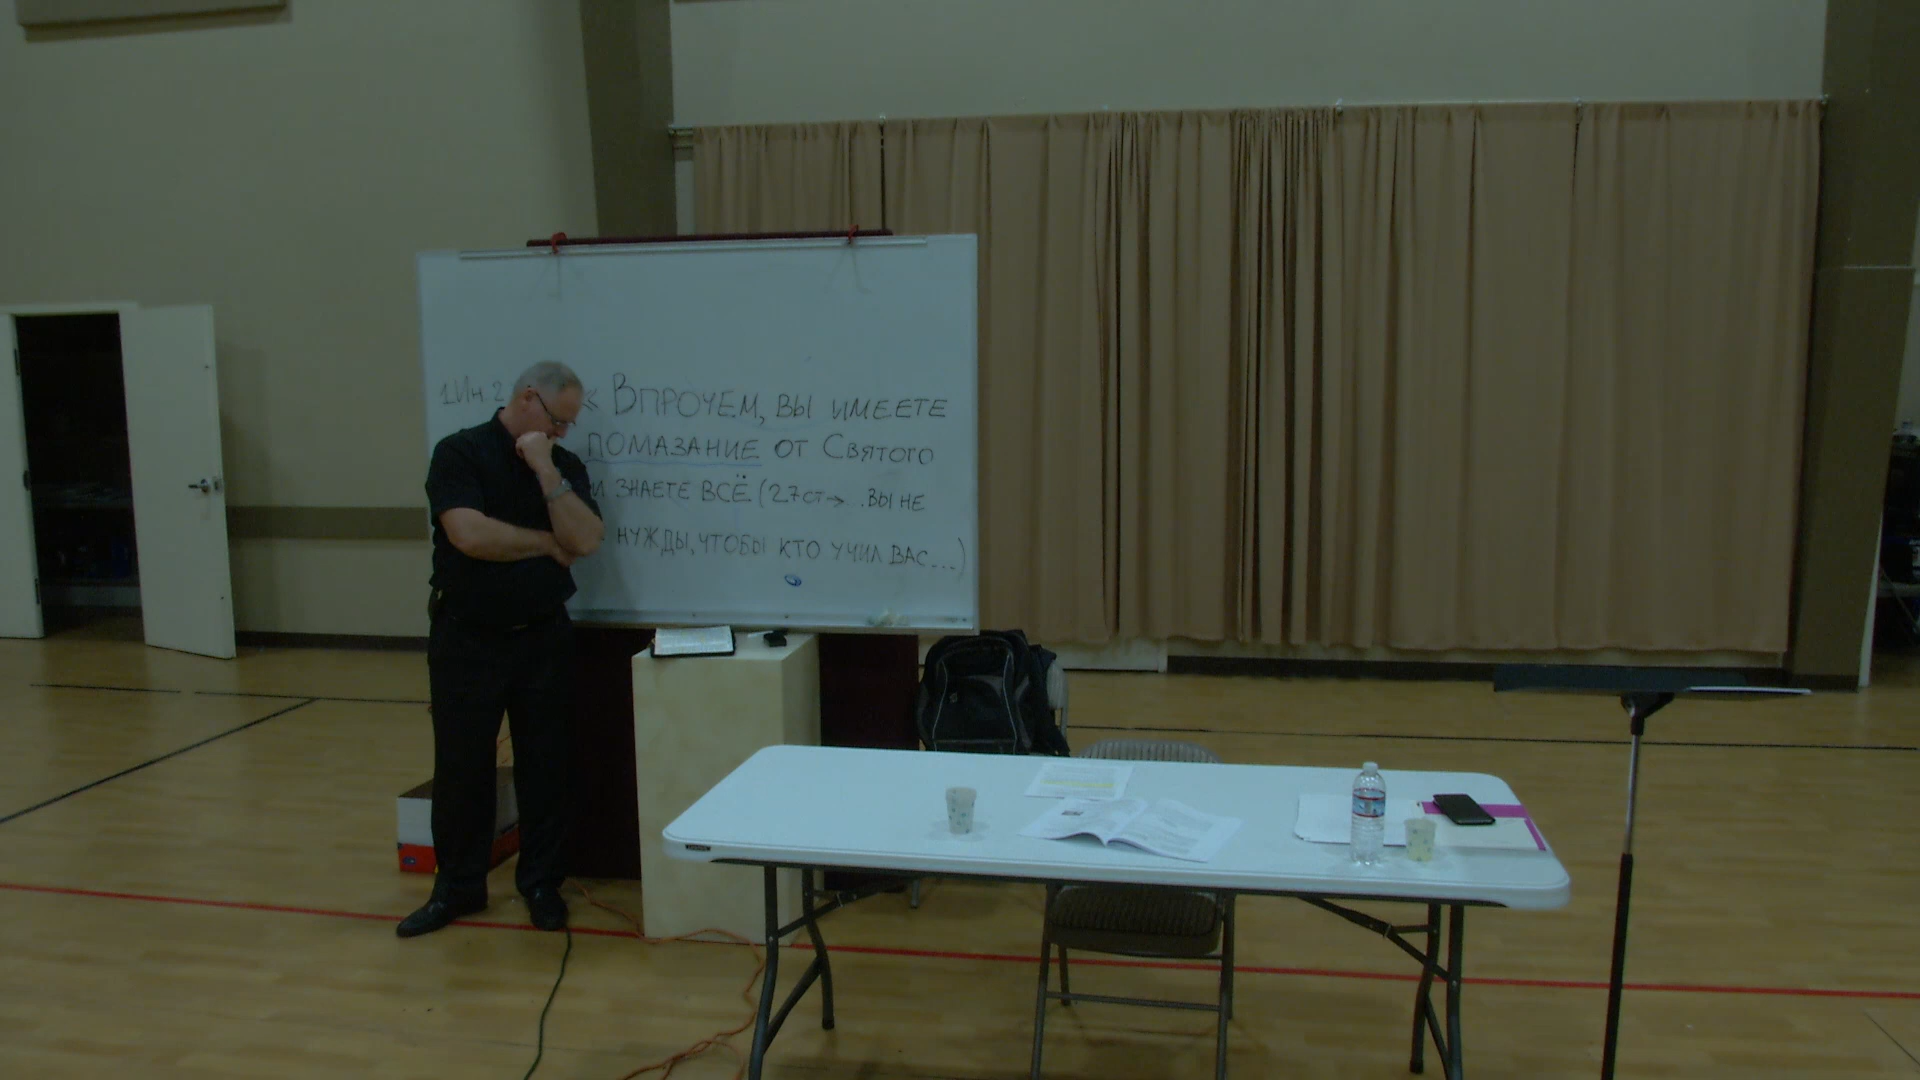 1Ин. 2 « Впрочем, вы имеете
помазание от Святого
и знаете всё (27 ст → ...вы не
нужды, чтобы кто учил вас...)